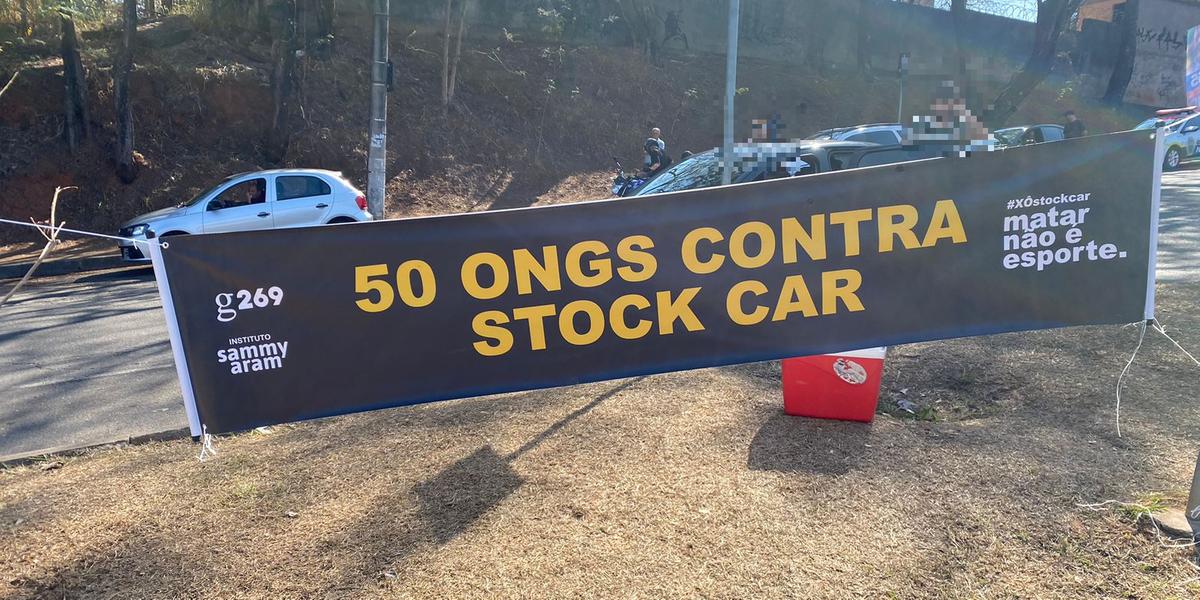 g269
INSTITUTO
sammy
aram
50 ONGS CONTRA
STOCK CAR
#XÔstockcar
matar
não é
esporte.